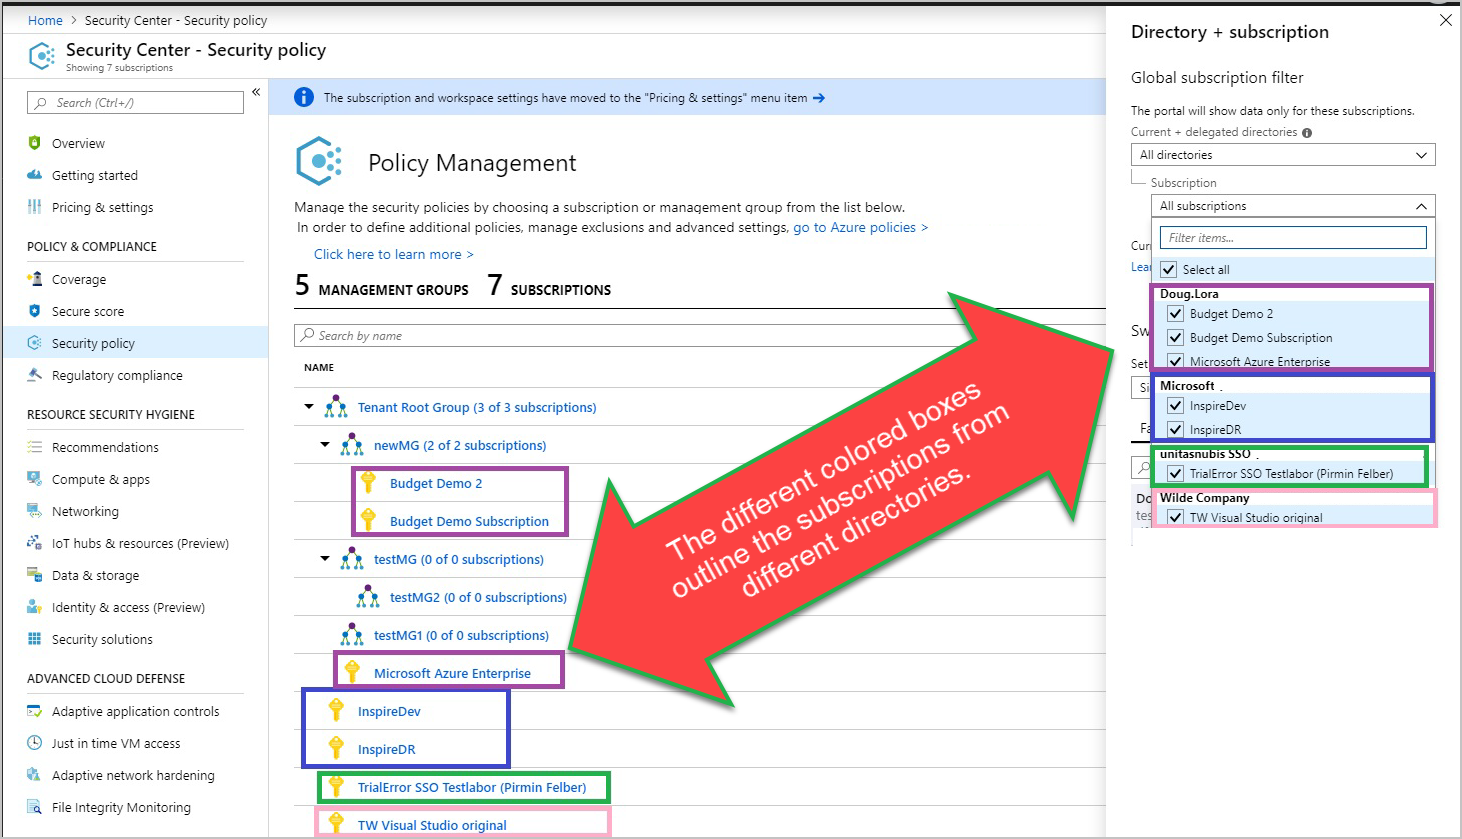 Home > Security Center - Security policy
Security Center - Security policy
Showing 7 subscriptions
Search (Ctrl+/)
«
Overview
Getting started
Pricing & settings
POLICY & COMPLIANCE
Coverage
Secure score
Security policy
Regulatory compliance
RESOURCE SECURITY HYGIENE
Recommendations
Compute & apps
Networking
IoT hubs & resources (Preview)
Data & storage
Identity & access (Preview)
Security solutions
ADVANCED CLOUD DEFENSE
Adaptive application controls
Just in time VM access
Adaptive network hardening
File Integrity Monitoring
The subscription and workspace settings have moved to the "Pricing & settings" menu item →
Policy Management
Manage the security policies by choosing a subscription or management group from the list below.
In order to define additional policies, manage exclusions and advanced settings, go to Azure policies >
Click here to learn more >
5 MANAGEMENT GROUPS 7 SUBSCRIPTIONS
Search by name
NAME
Tenant Root Group (3 of 3 subscriptions)
newMG (2 of 2 subscriptions)
Budget Demo 2
Budget Demo Subscription
testMG (0 of 0 subscriptions)
testMG2 (0 of 0 subscriptions)
testMG1 (0 of 0 subscriptions)
Microsoft Azure Enterprise
InspireDev
InspireDR
TrialError SSO Testlabor (Pirmin Felber)
TW Visual Studio original
The different colored boxes
outline the subscriptions from
different directories.
Directory + subscription
Global subscription filter
The portal will show data only for these subscriptions.
Current + delegated directories
All directories
Subscription
All subscriptions
Filter items...
Curr
Lear
Select all
Doug.Lora
Budget Demo 2
Budget Demo Subscription
Sw
Set
Microsoft Azure Enterprise
Microsoft
Si
InspireDev
Fa
InspireDR
unitasnubis SSO
TrialError SSO Testlabor (Pirmin Felber)
Do
Wilde Company
tes
TW Visual Studio original